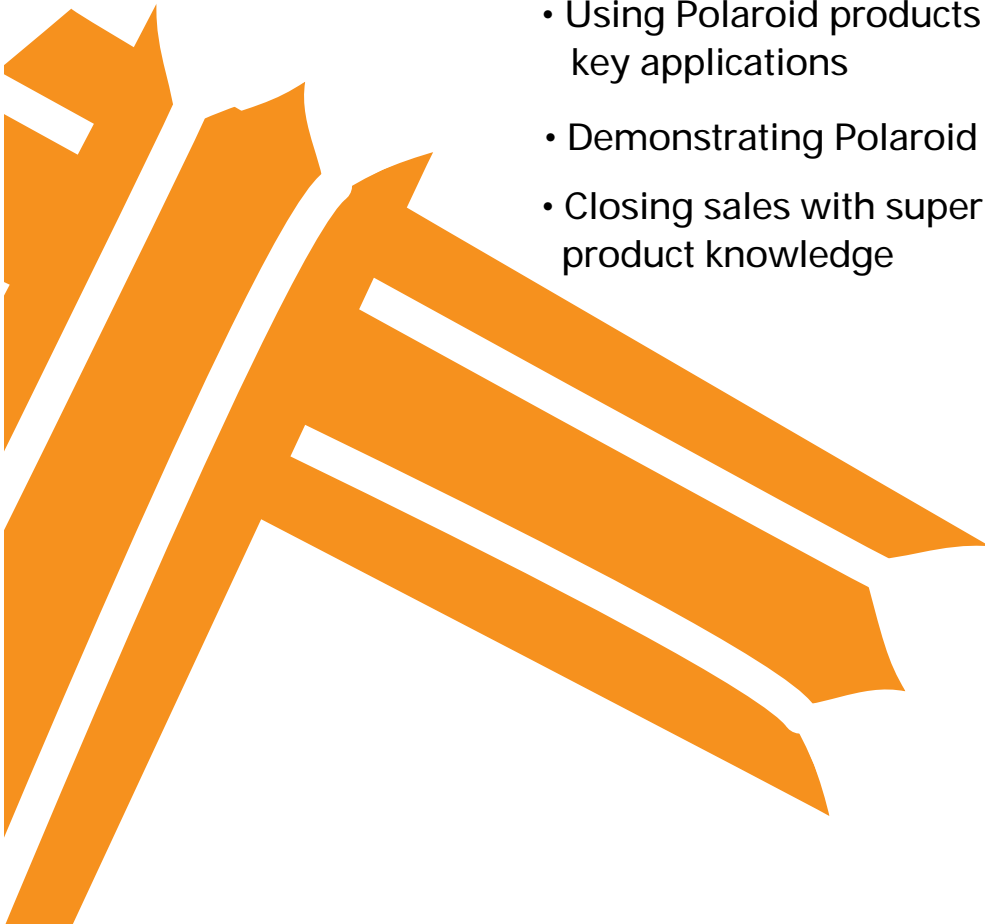 • Using Polaroid products
key applications
• Demonstrating Polaroid
• Closing sales with super
product knowledge